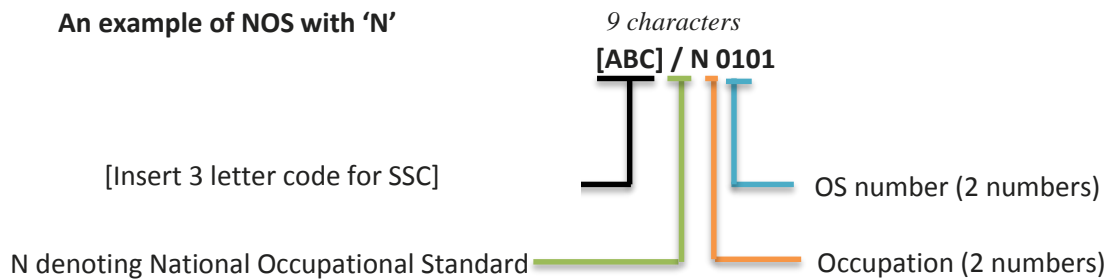 An example of NOS with ‘N’
9 characters
[ABC] / N 0101
[Insert 3 letter code for SSC]
OS number (2 numbers)
N denoting National Occupational Standard
Occupation (2 numbers)